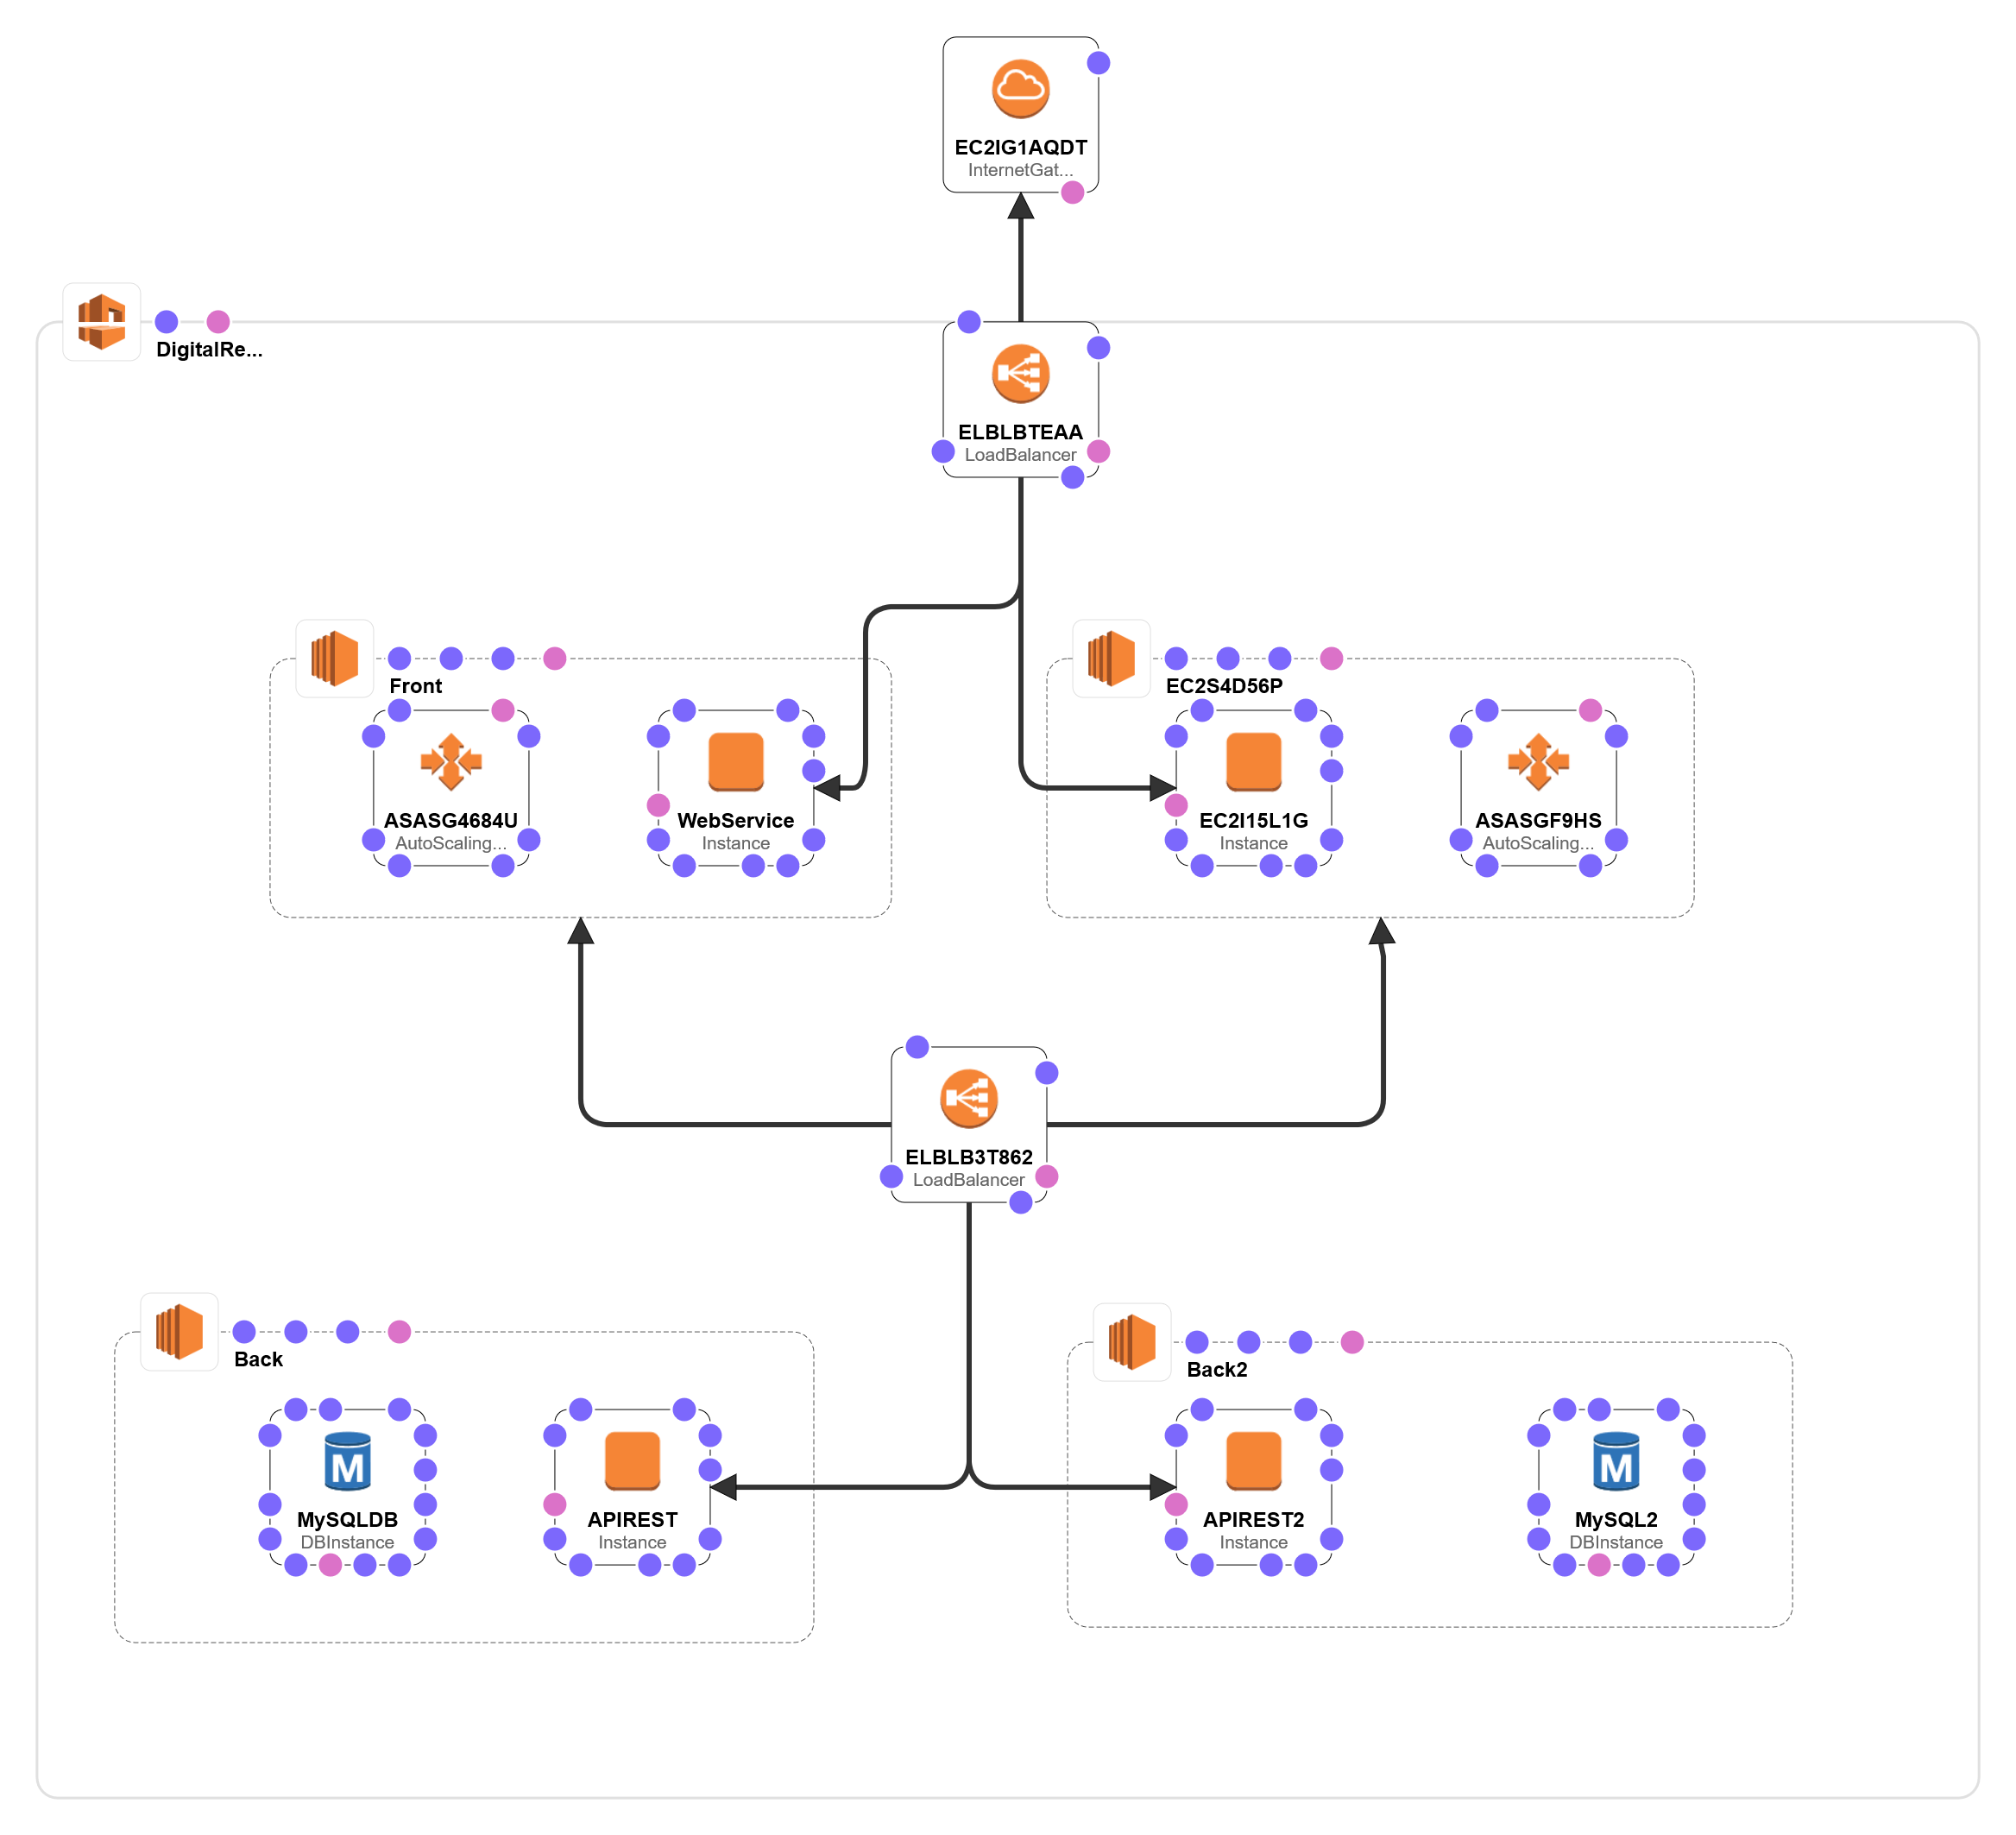 EC2IG1AQDT
InternetGat...
DigitalRe...
ELBLBTEAA
LoadBalancer
Front
ASASG4684U
AutoScaling...
WebService
Instance
EC2S4D56P
EC2I15L1G
Instance
ASASGF9HS
AutoScaling...
ELBLB3T862
LoadBalancer
Back
M
MySQLDB
DBInstance
APIREST
Instance
Back2
APIREST2
Instance
M
MySQL2
DBInstance